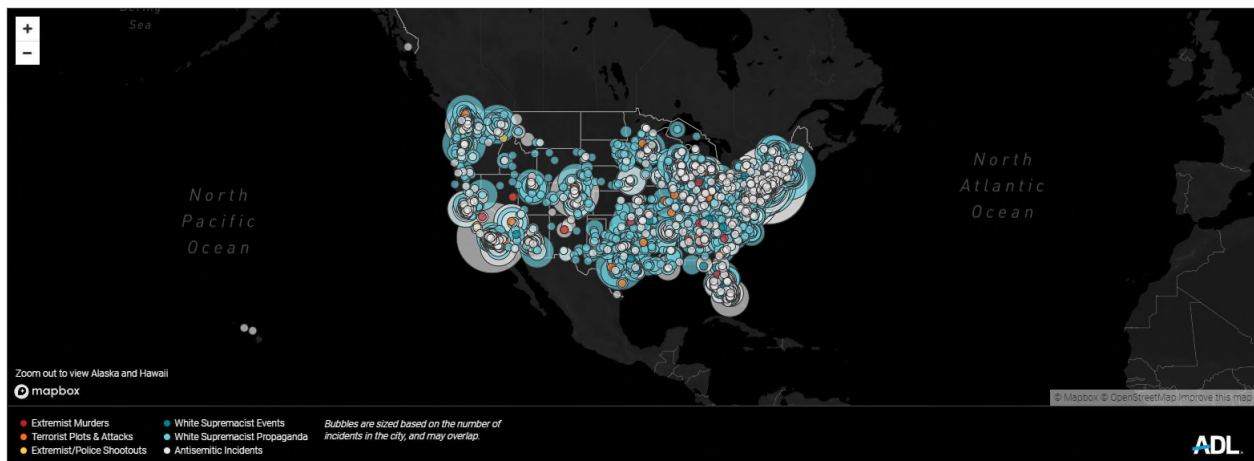 Bering
Sea
+
−
North
Pacific
Ocean
North
Atlantic
Ocean
Zoom out to view Alaska and Hawaii
mapbox
© Mapbox © OpenStreetMap Improve this map
Extremist Murders
Terrorist Plots & Attacks
Extremist/Police Shootouts
White Supremacist Events
White Supremacist Propaganda
Antisemitic Incidents
Bubbles are sized based on the number of
incidents in the city, and may overlap.
ADL